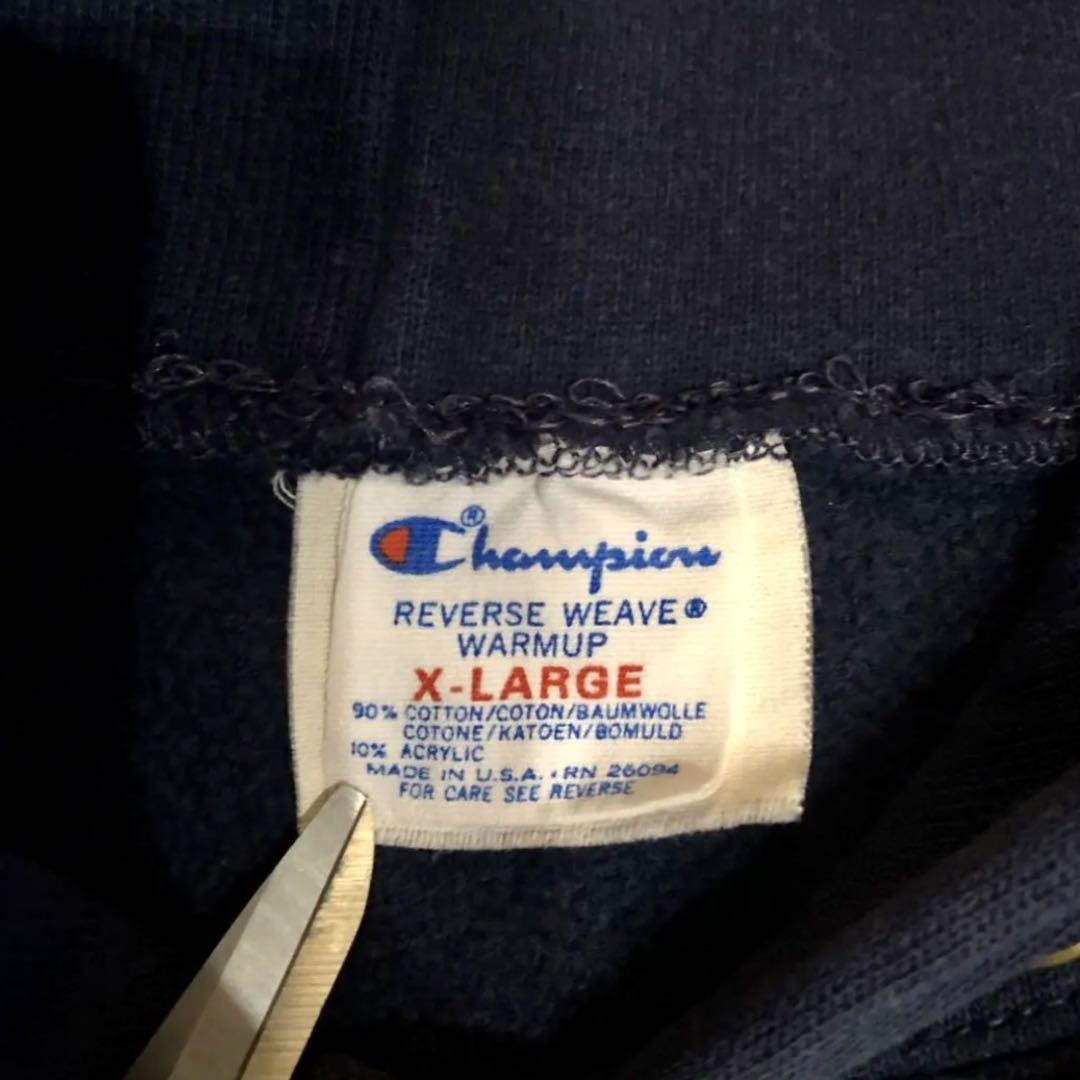 Champion®
REVERSE WEAVE®
WARMUP
X-LARGE
90% COTTON/COTON/BAUMWOLLE
COTONE/KATOEN/BOMULD
10% ACRYLIC
MADE IN U.S.A. • RN 26094
FOR CARE SEE REVERSE